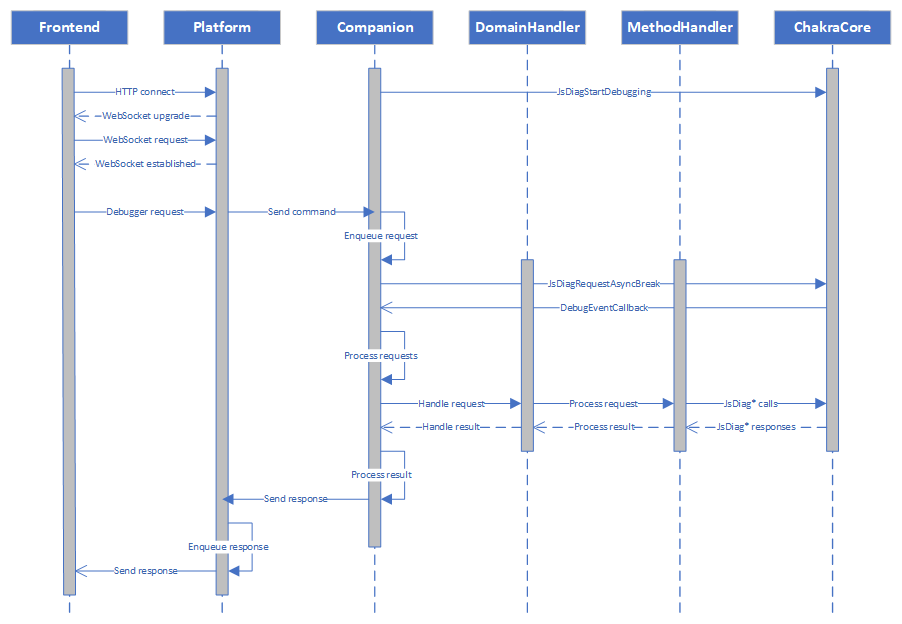 Frontend
Platform
Companion
DomainHandler
MethodHandler
ChakraCore
HTTP connect
JsDiagStartDebugging
WebSocket upgrade
WebSocket request
WebSocket established
Debugger request
Send command
Enqueue request
JsDiagRequestAsyncBreak
DebugEventCallback
Process requests
Handle request
Process request
JsDiag* calls
Handle result
Process result
JsDiag* responses
Process result
Send response
Enqueue response
Send response